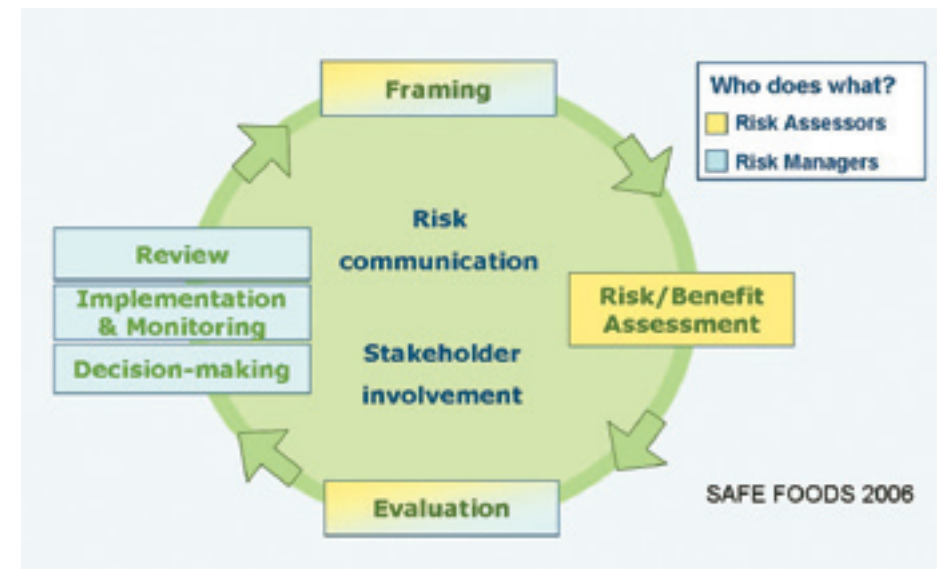 Framing
Who does what?
Risk Assessors
Risk Managers
Risk
communication
Review
Implementation
& Monitoring
Decision-making
Risk/Benefit
Assessment
Stakeholder
involvement
Evaluation
SAFE FOODS 2006